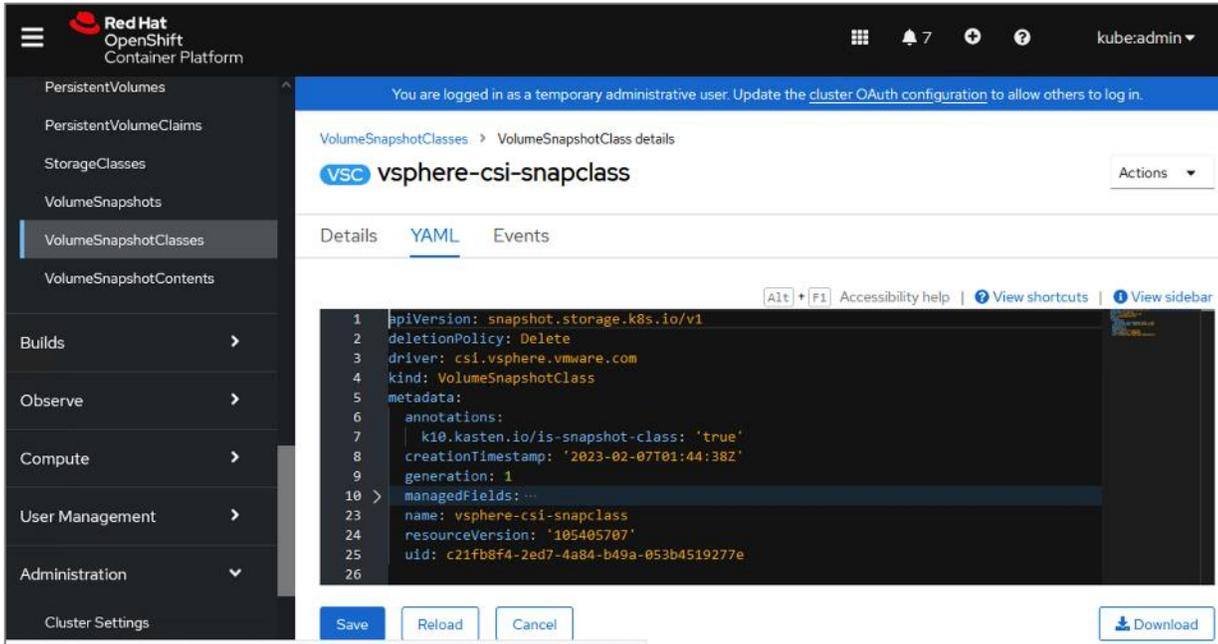 Red Hat
OpenShift
Container Platform
7
kube:admin
PersistentVolumes
PersistentVolumeClaims
StorageClasses
VolumeSnapshots
VolumeSnapshotClasses
VolumeSnapshotContents
Builds
Observe
Compute
User Management
Administration
Cluster Settings
You are logged in as a temporary administrative user. Update the cluster OAuth configuration to allow others to log in.
VolumeSnapshotClasses > VolumeSnapshotClass details
VSC vsphere-csi-snapclass
Actions
Details YAML Events
Alt + F1 Accessibility help | View shortcuts | View sidebar
1 apiVersion: snapshot.storage.k8s.io/v1
2 deletionPolicy: Delete
3 driver: csi.vsphere.vmware.com
4 kind: VolumeSnapshotClass
5 metadata:
6 annotations:
7 k10.kasten.io/is-snapshot-class: 'true'
8 creationTimestamp: '2023-02-07T01:44:38Z'
9 generation: 1
10 > managedFields: ···
23 name: vsphere-csi-snapclass
24 resourceVersion: '105405707'
25 uid: c21fb8f4-2ed7-4a84-b49a-053b4519277e
26
Save Reload Cancel Download